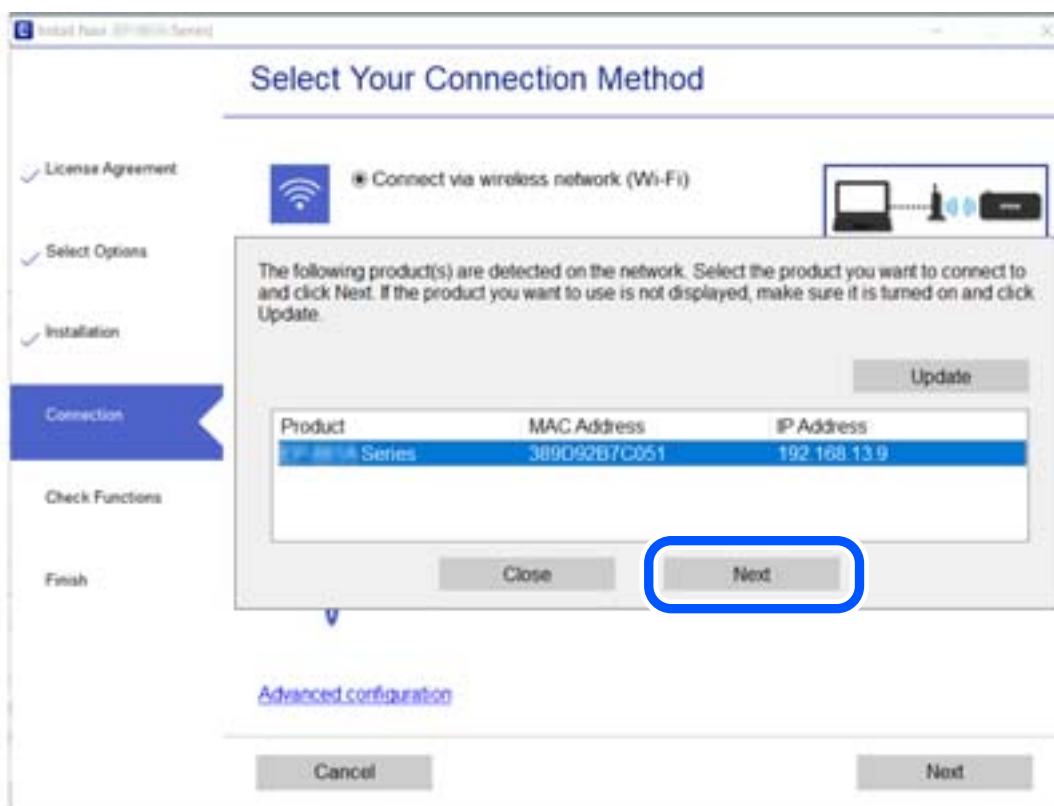 Select Your Connection Method
License Agreement
Select Options
Installation
Connection
Check Functions
Finish
Connect via wireless network (Wi-Fi)
The following product(s) are detected on the network. Select the product you want to connect to
and click Next. If the product you want to use is not displayed, make sure it is turned on and click
Update.
Update
Product MAC Address IP Address
Series 389D92B7C051 192.168.13.9
Close Next
Advanced configuration
Cancel Next